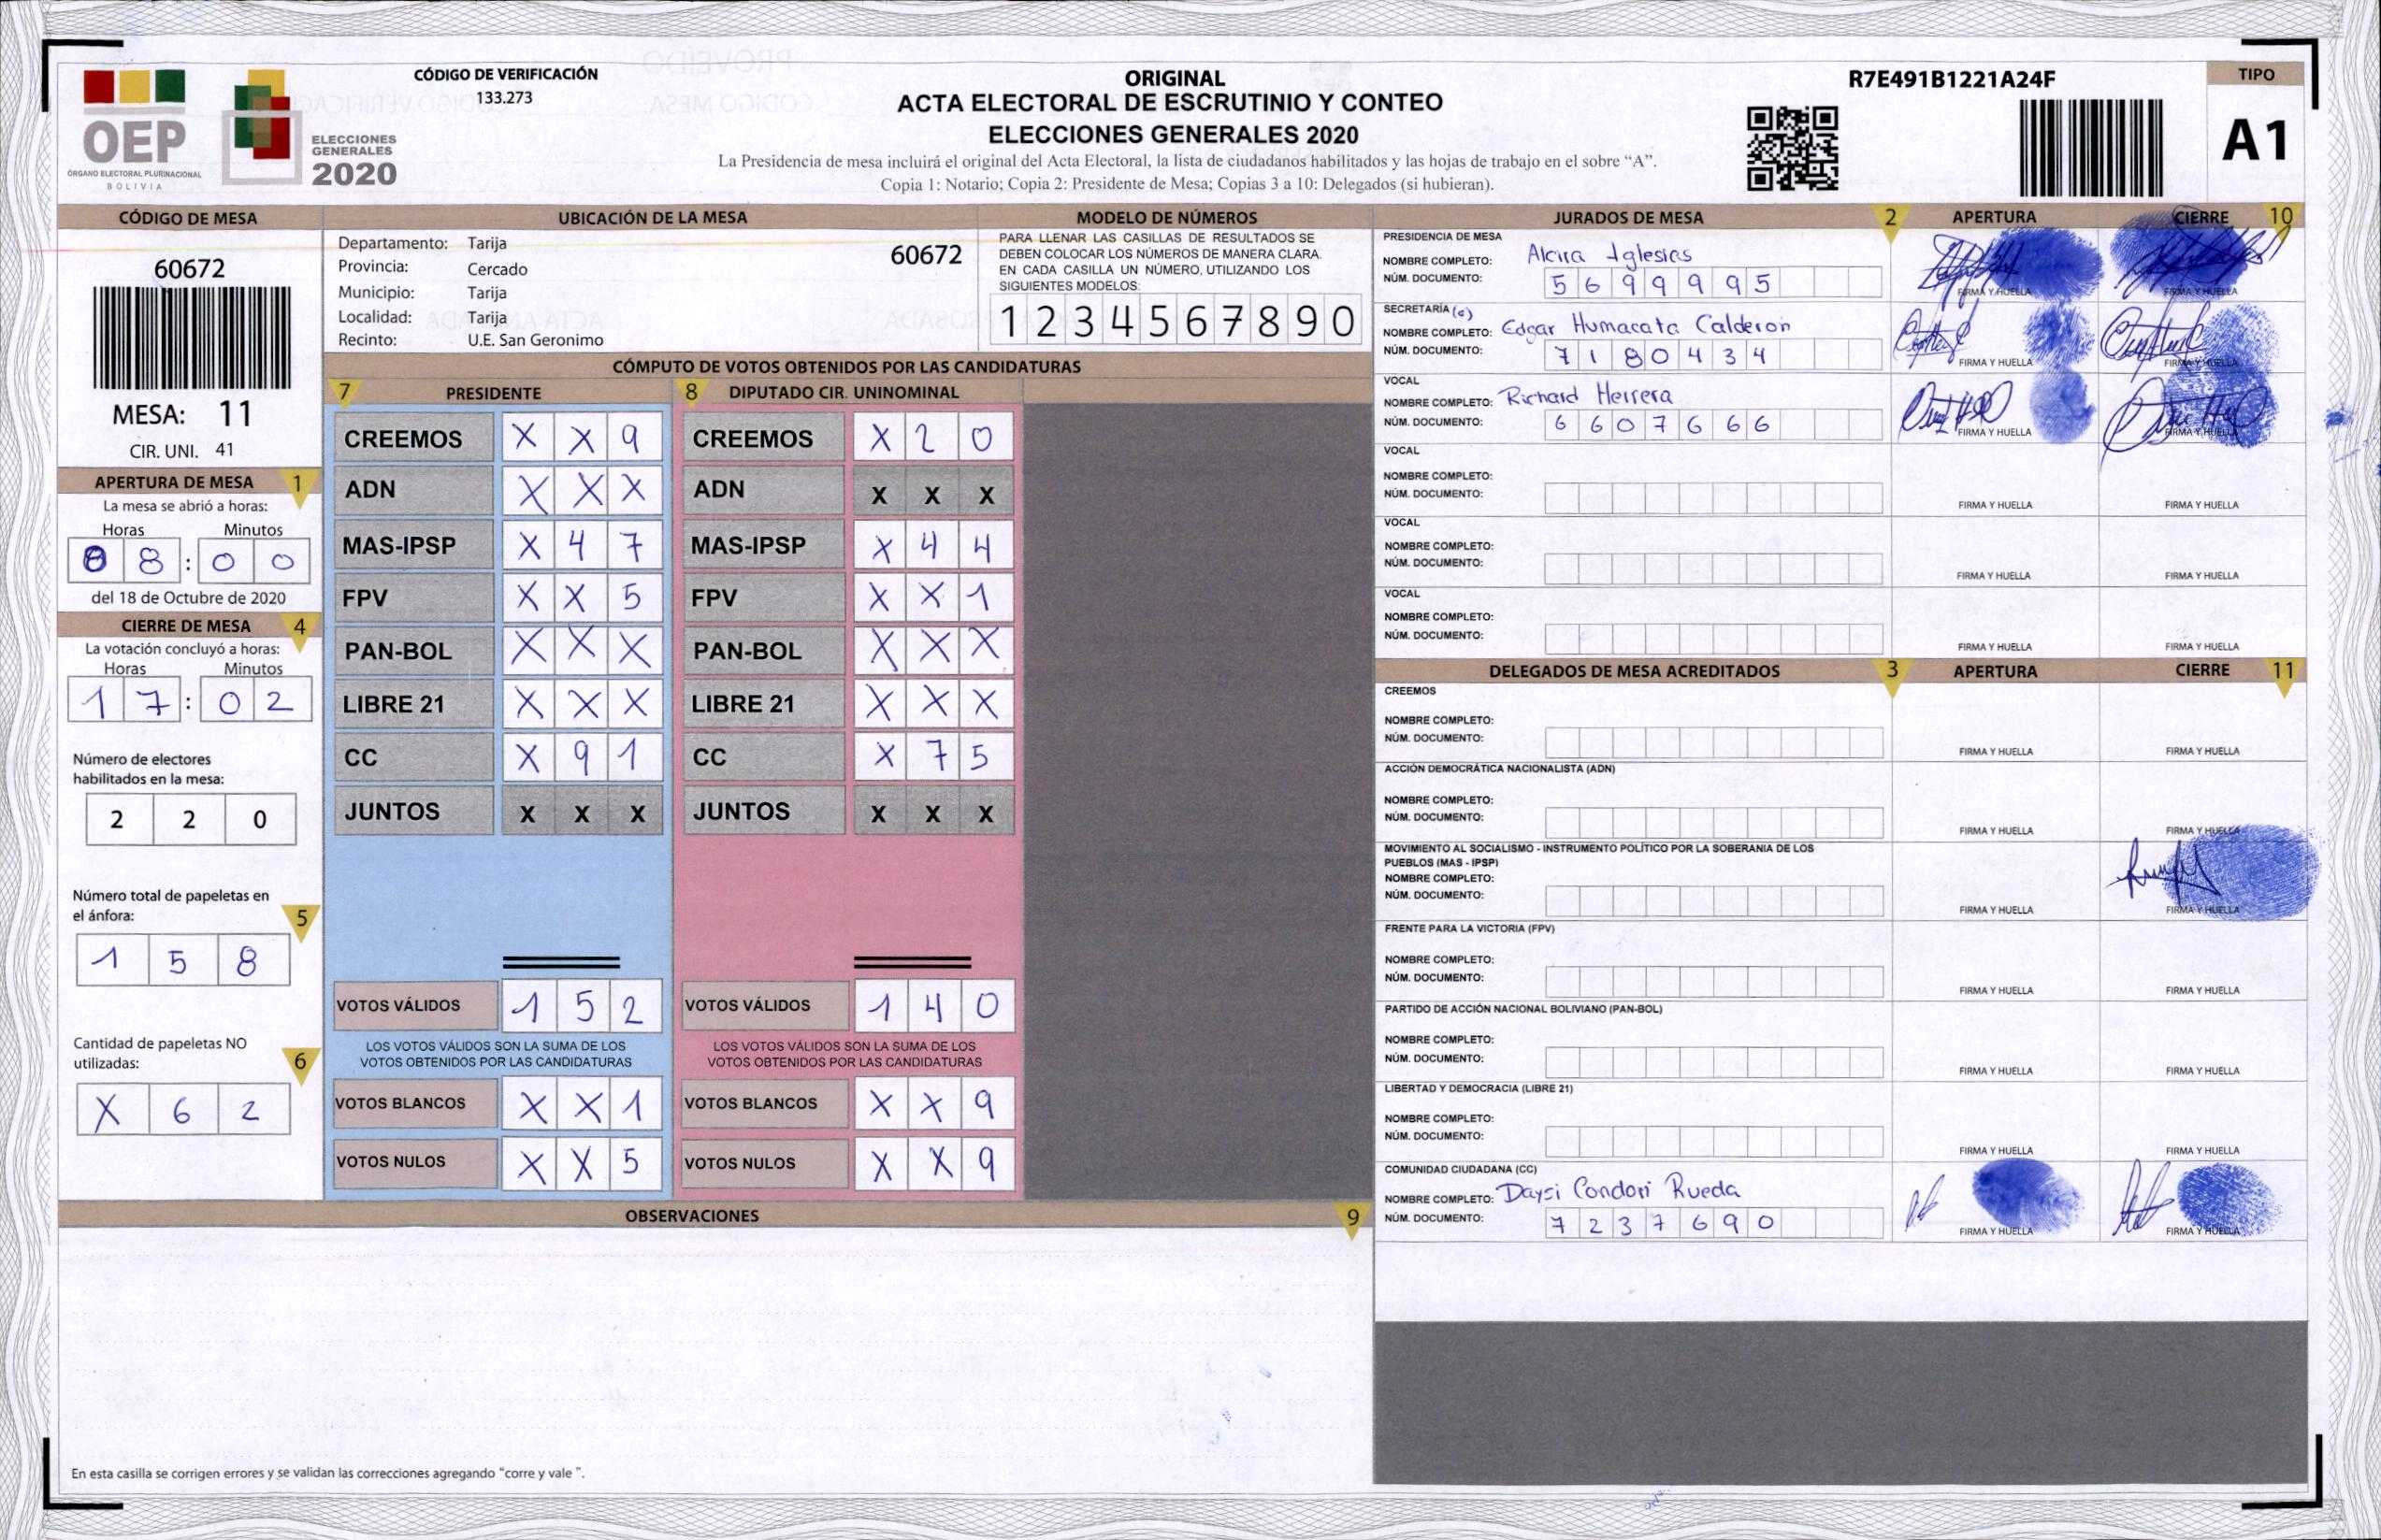 CÓDIGO DE VERIFICACIÓN
133.273
OEP
ÓRGANO ELECTORAL PLURINACIONAL
BOLIVIA
ELECCIONES
GENERALES
2020
ORIGINAL
ACTA ELECTORAL DE ESCRUTINIO Y CONTEO
ELECCIONES GENERALES 2020
La Presidencia de mesa incluirá el original del Acta Electoral, la lista de ciudadanos habilitados y las hojas de trabajo en el sobre “A”.
Copia 1: Notario; Copia 2: Presidente de Mesa; Copias 3 a 10: Delegados (si hubieran).
R7E491B1221A24F
TIPO
A1
CÓDIGO DE MESA
60672
MESA: 11
CIR. UNI. 41
APERTURA DE MESA 1
La mesa se abrió a horas:
Horas Minutos
0 8 : 0 0
del 18 de Octubre de 2020
CIERRE DE MESA 4
La votación concluyó a horas:
Horas Minutos
1 7 : 0 2
Número de electores
habilitados en la mesa:
2 2 0
Número total de papeletas en
el ánfora: 5
1 5 8
Cantidad de papeletas NO
utilizadas: 6
X 6 2
UBICACIÓN DE LA MESA
Departamento: Tarija 60672
Provincia: Cercado
Municipio: Tarija
Localidad: Tarija
Recinto: U.E. San Geronimo
MODELO DE NÚMEROS
PARA LLENAR LAS CASILLAS DE RESULTADOS SE
DEBEN COLOCAR LOS NÚMEROS DE MANERA CLARA.
EN CADA CASILLA UN NÚMERO, UTILIZANDO LOS
SIGUIENTES MODELOS:
1 2 3 4 5 6 7 8 9 0
CÓMPUTO DE VOTOS OBTENIDOS POR LAS CANDIDATURAS
7 PRESIDENTE 8 DIPUTADO CIR. UNINOMINAL
CREEMOS X X 9 CREEMOS X 2 0
ADN X X X ADN X X X
MAS-IPSP X 4 7 MAS-IPSP X 4 4
FPV X X 5 FPV X X 1
PAN-BOL X X X PAN-BOL X X X
LIBRE 21 X X X LIBRE 21 X X X
CC X 9 1 CC X 7 5
JUNTOS X X X JUNTOS X X X
VOTOS VÁLIDOS 1 5 2 VOTOS VÁLIDOS 1 4 0
LOS VOTOS VÁLIDOS SON LA SUMA DE LOS LOS VOTOS VÁLIDOS SON LA SUMA DE LOS
VOTOS OBTENIDOS POR LAS CANDIDATURAS VOTOS OBTENIDOS POR LAS CANDIDATURAS
VOTOS BLANCOS X X 1 VOTOS BLANCOS X X 9
VOTOS NULOS X X 5 VOTOS NULOS X X 9
OBSERVACIONES 9
En esta casilla se corrigen errores y se validan las correcciones agregando “corre y vale ”.
JURADOS DE MESA 2 APERTURA CIERRE 10
PRESIDENCIA DE MESA
NOMBRE COMPLETO: Alcira Iglesias
NÚM. DOCUMENTO: 5 6 9 9 9 9 5 FIRMA Y HUELLA FIRMA Y HUELLA
SECRETARÍA (o)
NOMBRE COMPLETO: Edgar Humacata Calderon
NÚM. DOCUMENTO: 7 1 8 0 4 3 4 FIRMA Y HUELLA FIRMA Y HUELLA
VOCAL
NOMBRE COMPLETO: Richard Herrera
NÚM. DOCUMENTO: 6 6 0 7 6 6 6 FIRMA Y HUELLA FIRMA Y HUELLA
VOCAL
NOMBRE COMPLETO:
NÚM. DOCUMENTO: FIRMA Y HUELLA FIRMA Y HUELLA
VOCAL
NOMBRE COMPLETO:
NÚM. DOCUMENTO: FIRMA Y HUELLA FIRMA Y HUELLA
VOCAL
NOMBRE COMPLETO:
NÚM. DOCUMENTO: FIRMA Y HUELLA FIRMA Y HUELLA
DELEGADOS DE MESA ACREDITADOS 3 APERTURA CIERRE 11
CREEMOS
NOMBRE COMPLETO:
NÚM. DOCUMENTO: FIRMA Y HUELLA FIRMA Y HUELLA
ACCIÓN DEMOCRÁTICA NACIONALISTA (ADN)
NOMBRE COMPLETO:
NÚM. DOCUMENTO: FIRMA Y HUELLA FIRMA Y HUELLA
MOVIMIENTO AL SOCIALISMO - INSTRUMENTO POLÍTICO POR LA SOBERANIA DE LOS
PUEBLOS (MAS - IPSP)
NOMBRE COMPLETO:
NÚM. DOCUMENTO: FIRMA Y HUELLA FIRMA Y HUELLA
FRENTE PARA LA VICTORIA (FPV)
NOMBRE COMPLETO:
NÚM. DOCUMENTO: FIRMA Y HUELLA FIRMA Y HUELLA
PARTIDO DE ACCIÓN NACIONAL BOLIVIANO (PAN-BOL)
NOMBRE COMPLETO:
NÚM. DOCUMENTO: FIRMA Y HUELLA FIRMA Y HUELLA
LIBERTAD Y DEMOCRACIA (LIBRE 21)
NOMBRE COMPLETO:
NÚM. DOCUMENTO: FIRMA Y HUELLA FIRMA Y HUELLA
COMUNIDAD CIUDADANA (CC)
NOMBRE COMPLETO: Daysi Condori Rueda
NÚM. DOCUMENTO: 7 2 3 7 6 9 0 FIRMA Y HUELLA FIRMA Y HUELLA